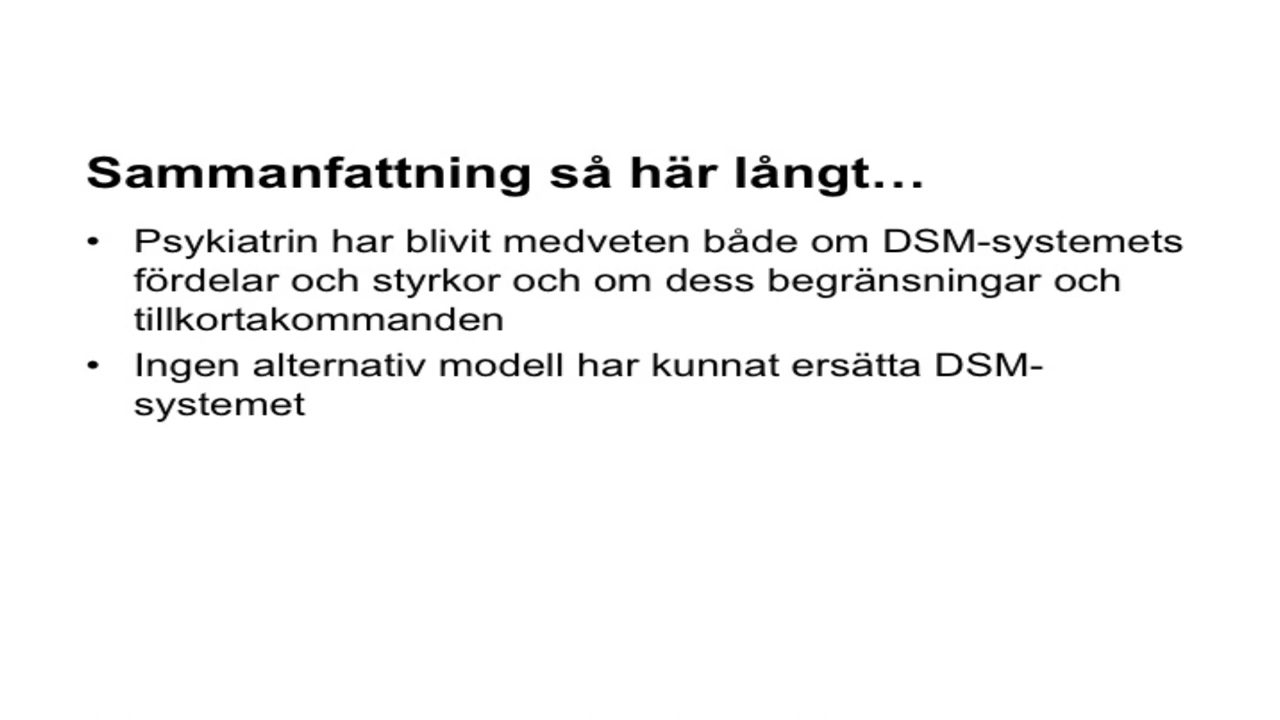 Sammanfattning så här långt…
• Psykiatrin har blivit medveten både om DSM-systemets
fördelar och styrkor och om dess begränsningar och
tillkortakommanden
• Ingen alternativ modell har kunnat ersätta DSM-
systemet